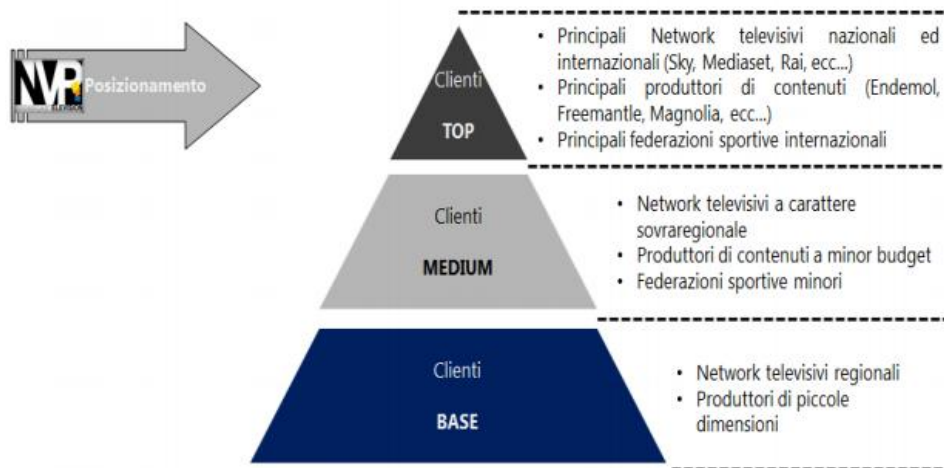 NVP Posizionamento
Clienti
TOP
• Principali Network televisivi nazionali ed
internazionali (Sky, Mediaset, Rai, ecc...)
• Principali produttori di contenuti (Endemol,
Freemantle, Magnolia, ecc...)
• Principali federazioni sportive internazionali
Clienti
MEDIUM
• Network televisivi a carattere
sovraregionale
• Produttori di contenuti a minor budget
• Federazioni sportive minori
Clienti
BASE
• Network televisivi regionali
• Produttori di piccole
dimensioni